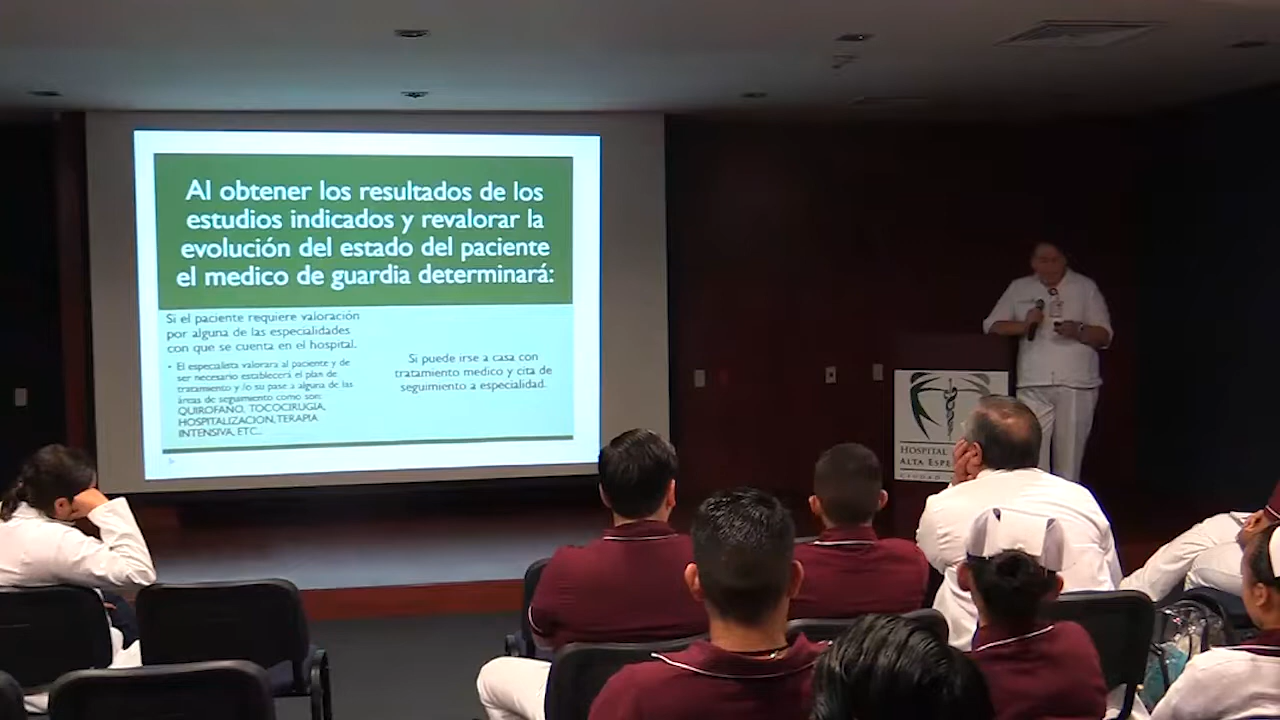 Al obtener los resultados de los
estudios indicados y revalorar la
evolución del estado del paciente
el medico de guardia determinará:
Si el paciente requiere valoración
por alguna de las especialidades
con que se cuenta en el hospital.
• El especialista valorara al paciente y de
ser necesario establecerá el plan de
tratamiento y /o su pase a alguna de las
áreas de seguimiento como son:
QUIROFANO, TOCOCIRUGIA,
HOSPITALIZACION, TERAPIA
INTENSIVA, ETC..
Si puede irse a casa con
tratamiento medico y cita de
seguimiento a especialidad.
HOSPITAL
ALTA ESPE
CIUDAD